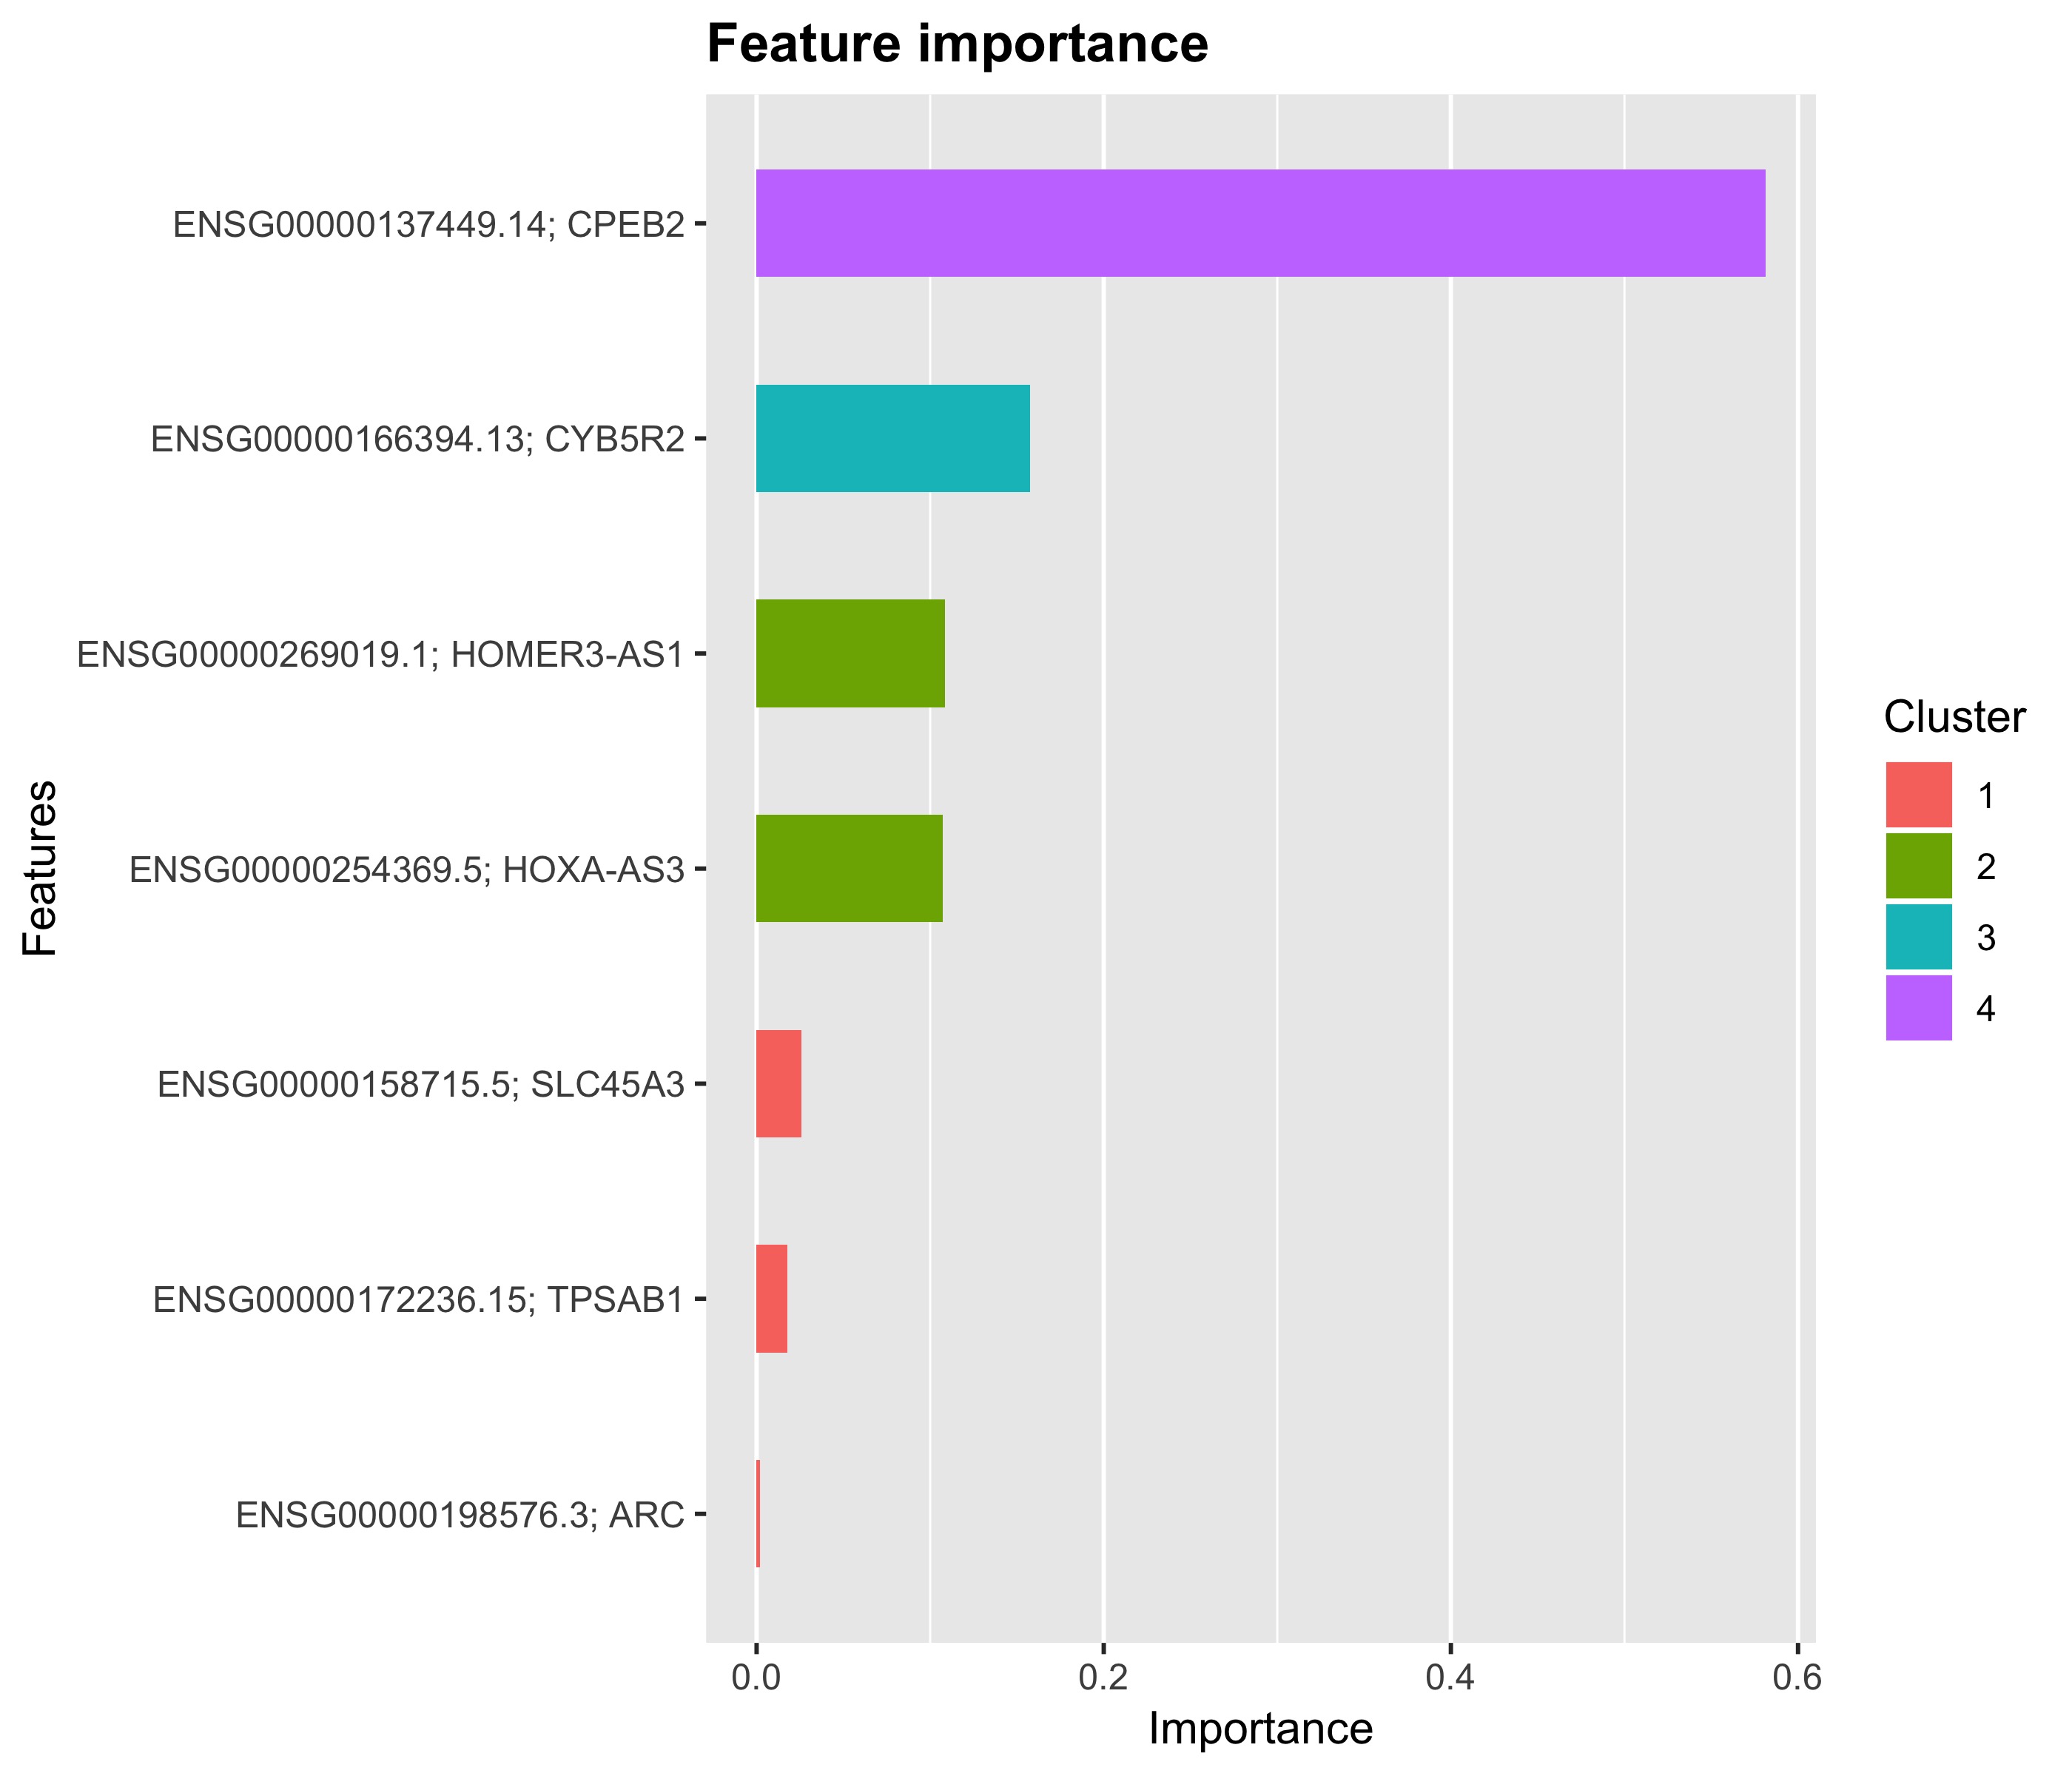 Feature importance
ENSG00000137449.14; CPEB2
ENSG00000166394.13; CYB5R2
ENSG00000269019.1; HOMER3-AS1
ENSG00000254369.5; HOXA-AS3
ENSG00000158715.5; SLC45A3
ENSG00000172236.15; TPSAB1
ENSG00000198576.3; ARC
Features
0.0 0.2 0.4 0.6
Importance
Cluster
1
2
3
4